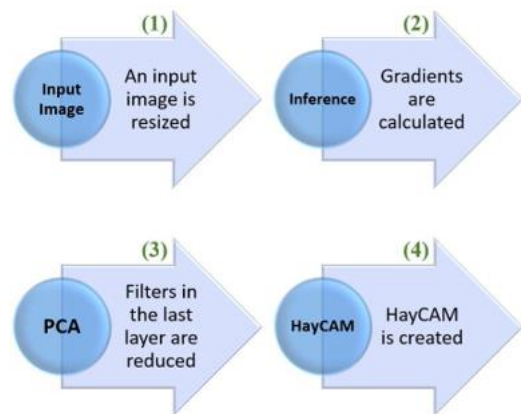 (1)
Input
Image
An input
image is
resized
(2)
Inference
Gradients
are
calculated
(3)
PCA
Filters in
the last
layer are
reduced
(4)
HayCAM
HayCAM
is created